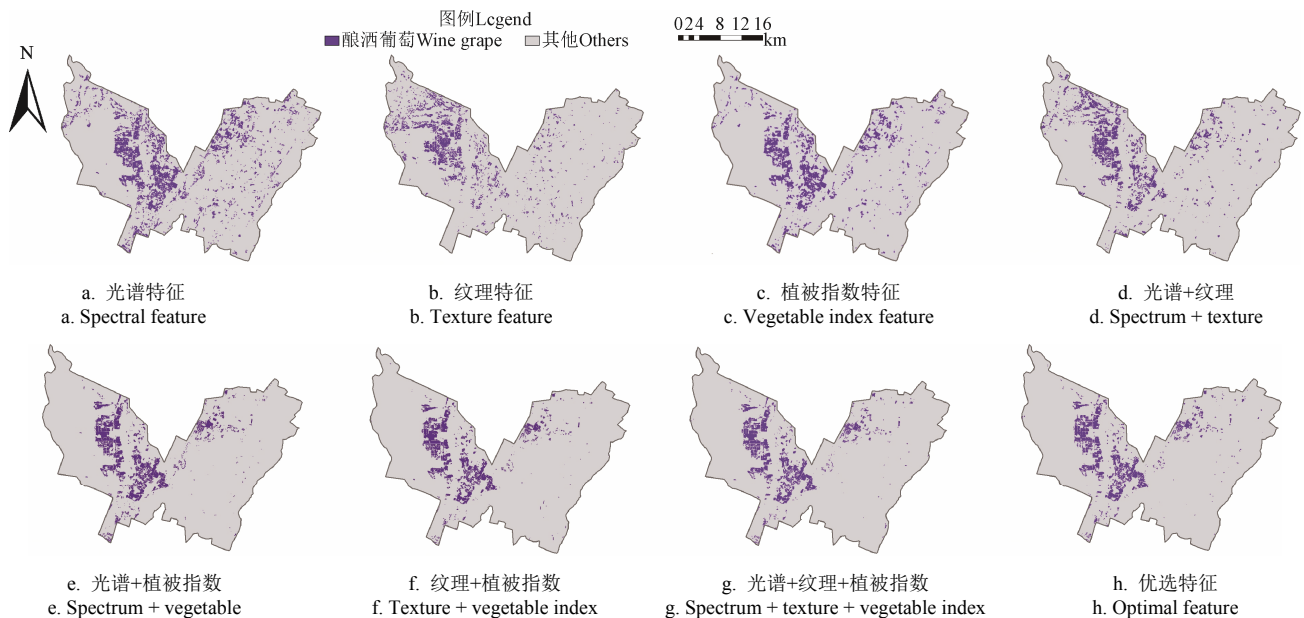 图例Lcgend
酿洒葡萄Wine grape 其他Others
024 8 12 16
km
N
a. 光谱特征
a. Spectral feature
b. 纹理特征
b. Texture feature
c. 植被指数特征
c. Vegetable index feature
d. 光谱+纹理
d. Spectrum + texture
e. 光谱+植被指数
e. Spectrum + vegetable
f. 纹理+植被指数
f. Texture + vegetable index
g. 光谱+纹理+植被指数
g. Spectrum + texture + vegetable index
h. 优选特征
h. Optimal feature